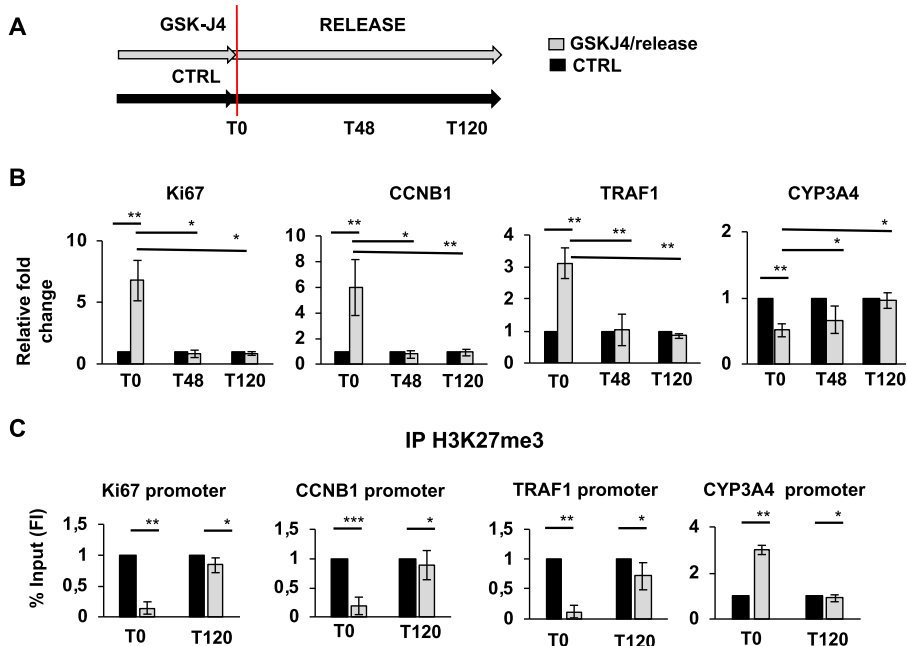 A
GSK-J4 RELEASE
GSKJ4/release
CTRL
CTRL
T0 T48 T120
B
Ki67 CCNB1 TRAF1 CYP3A4
Relative fold
change
** * *
10
5
0
T0 T48 T120
** * **
10
8
6
4
2
0
T0 T48 T120
** ** **
4
3
2
1
0
T0 T48 T120
** * *
2
1
0
T0 T48 T120
C
IP H3K27me3
Ki67 promoter CCNB1 promoter TRAF1 promoter CYP3A4 promoter
% Input (FI)
** *
1,5
1
0,5
0
T0 T120
*** *
1,5
1
0,5
0
T0 T120
** *
1,5
1
0,5
0
T0 T120
** *
4
2
0
T0 T120